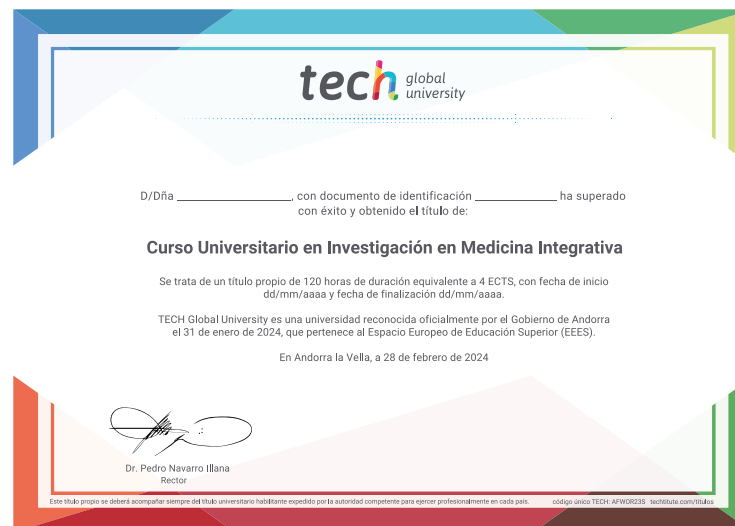 tech global
university
D/Dña __________________, con documento de identificación _____________ ha superado
con éxito y obtenido el título de:
Curso Universitario en Investigación en Medicina Integrativa
Se trata de un título propio de 120 horas de duración equivalente a 4 ECTS, con fecha de inicio
dd/mm/aaaa y fecha de finalización dd/mm/aaaa.
TECH Global University es una universidad reconocida oficialmente por el Gobierno de Andorra
el 31 de enero de 2024, que pertenece al Espacio Europeo de Educación Superior (EEES).
En Andorra la Vella, a 28 de febrero de 2024
Dr. Pedro Navarro Illana
Rector
Este título propio se deberá acompañar siempre del título universitario habilitante expedido por la autoridad competente para ejercer profesionalmente en cada país. código único TECH: AFWOR23S techtitute.com/titulos